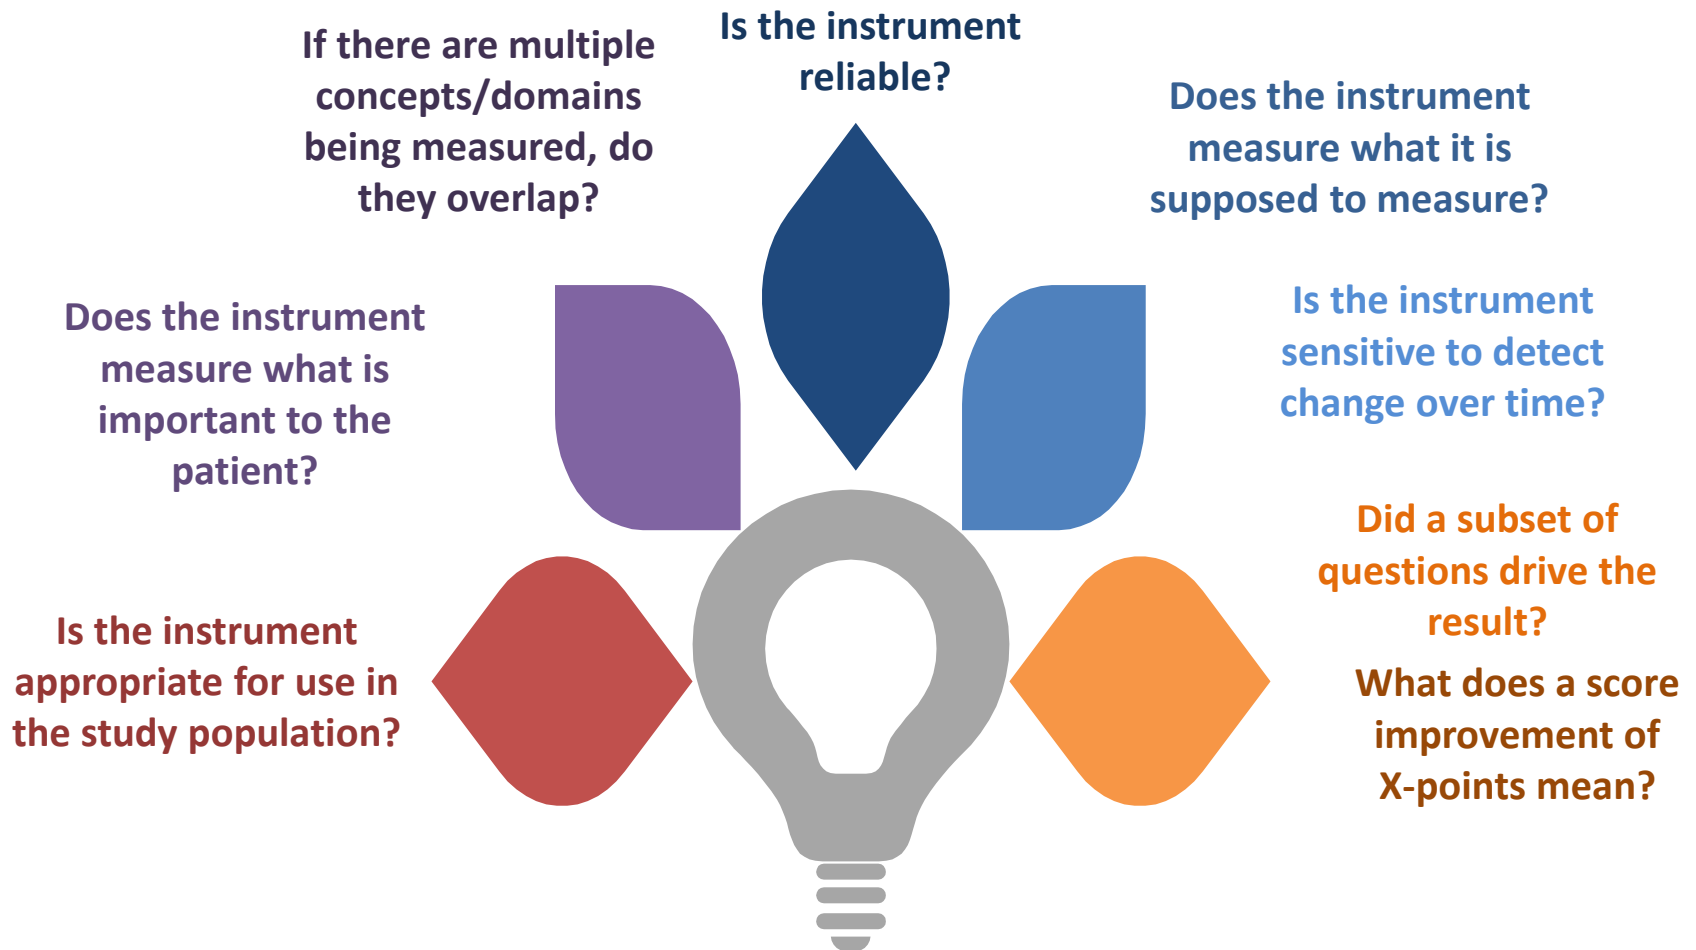 If there are multiple
concepts/domains
being measured, do
they overlap?
Is the instrument
reliable?
Does the instrument
measure what it is
supposed to measure?
Does the instrument
measure what is
important to the
patient?
Is the instrument
sensitive to detect
change over time?
Is the instrument
appropriate for use in
the study population?
Did a subset of
questions drive the
result?
What does a score
improvement of
X-points mean?